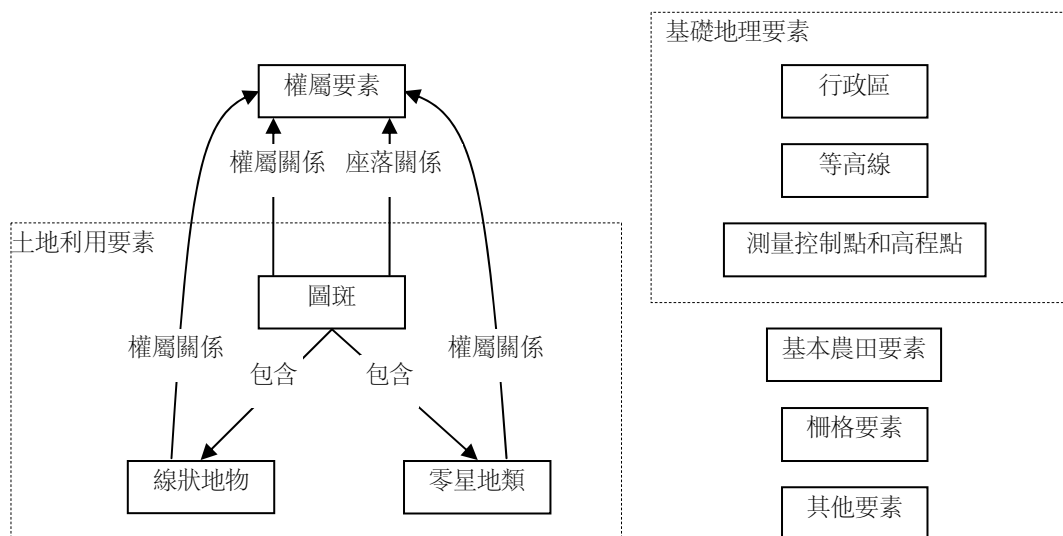 基礎地理要素
權屬要素
行政區
權屬關係
座落關係
等高線
土地利用要素
測量控制點和高程點
圖斑
權屬關係
權屬關係
基本農田要素
包含
包含
柵格要素
線狀地物
零星地類
其他要素